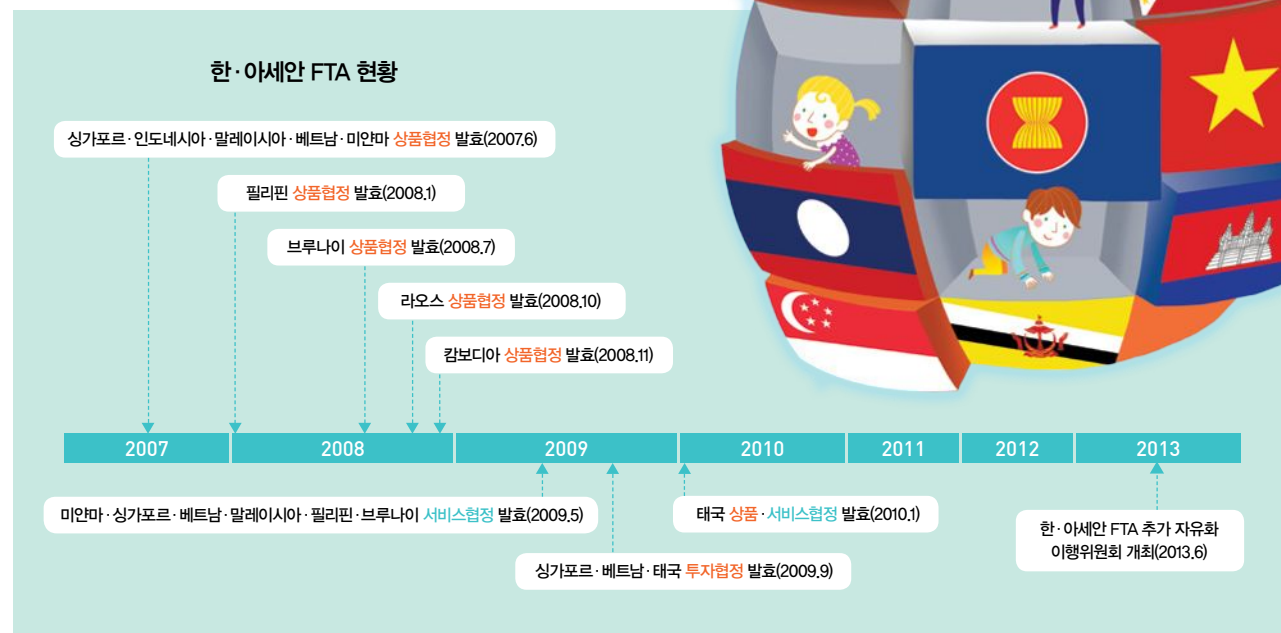 한·아세안 FTA 현황
싱가포르·인도네시아·말레이시아·베트남·미얀마 상품협정 발효(2007.6)
필리핀 상품협정 발효(2008.1)
브루나이 상품협정 발효(2008.7)
라오스 상품협정 발효(2008.10)
캄보디아 상품협정 발효(2008.11)
2007 2008 2009 2010 2011 2012 2013
미얀마·싱가포르·베트남·말레이시아·필리핀·브루나이 서비스협정 발효(2009.5)
태국 상품·서비스협정 발효(2010.1)
한·아세안 FTA 추가 자유화
이행위원회 개최(2013.6)
싱가포르·베트남·태국 투자협정 발효(2009.9)